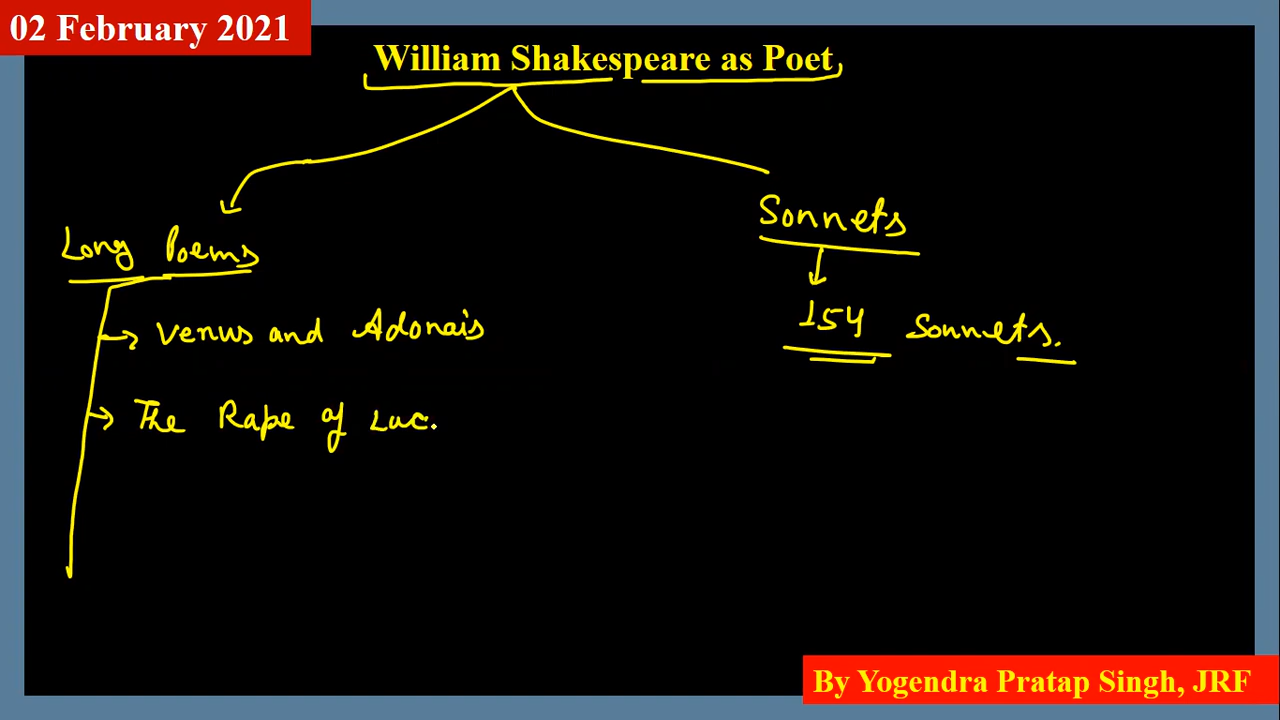 02 February 2021
William Shakespeare as Poet
Long Poems
Sonnets
Venus and Adonais
154 Sonnets.
The Rape of Luc.
By Yogendra Pratap Singh, JRF